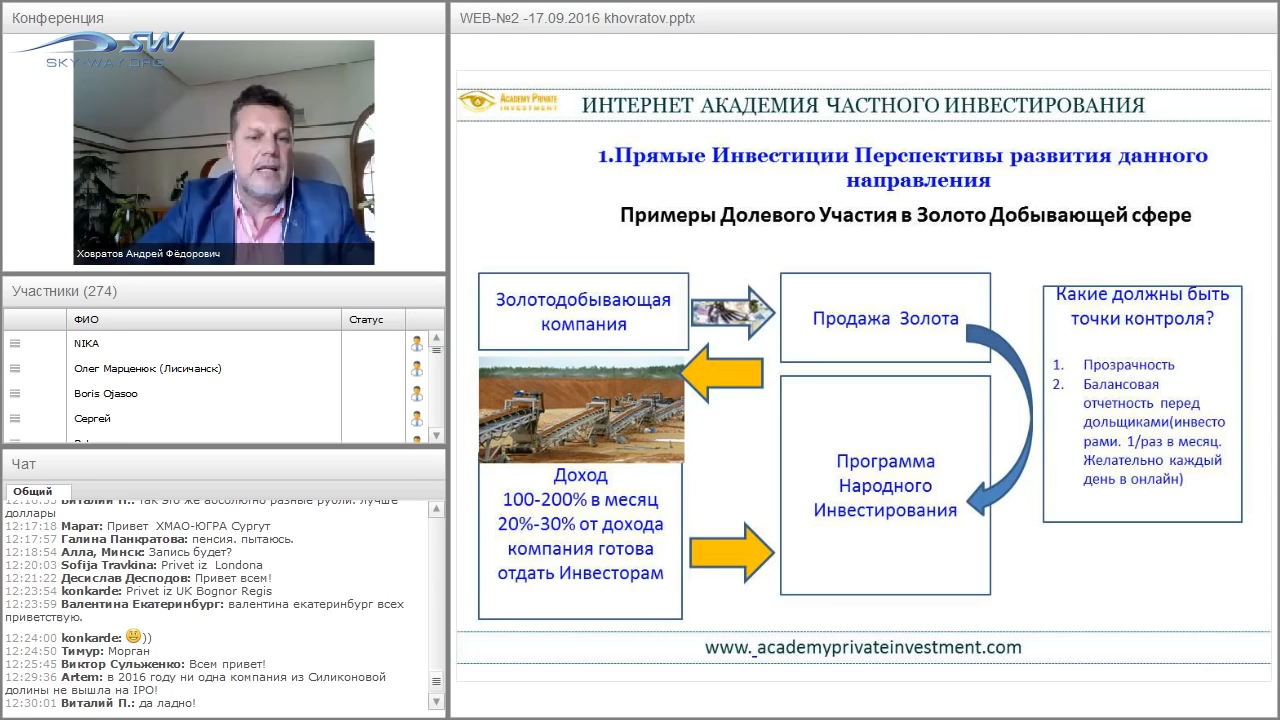 Конференция
SW
SKY-WAY.ORG
Ховратов Андрей Фёдорович
Участники (274)
ФИО
Статус
NIKA
Олег Марценюк (Лисичанск)
Boris Ojasoo
Сергей
Чат
Общий
12:16:55 Виталий П.: так это же абсолютно разные рубли. лучше
доллары
12:17:18 Марат: Привет ХМАО-ЮГРА Сургут
12:17:57 Галина Панкратова: пенсия. пытаюсь.
12:18:54 Алла, Минск: Запись будет?
12:20:03 Sofija Travkina: Privet iz Londona
12:21:22 Десислав Десподов: Привет всем!
12:23:54 konkarde: Privet iz UK Bognor Regis
12:23:59 Валентина Екатеринбург: валентина екатеринбург всех
приветствую.
12:24:00 konkarde: ))
12:24:50 Тимур: Морган
12:25:45 Виктор Сульженко: Всем привет!
12:29:36 Artem: в 2016 году ни одна компания из Силиконовой
долины не вышла на IPO!
12:30:01 Виталий П.: да ладно!
WEB-№2 -17.09.2016 khovratov.pptx
ACADEMY PRIVATE
INVESTMENT
ИНТЕРНЕТ АКАДЕМИЯ ЧАСТНОГО ИНВЕСТИРОВАНИЯ
1.Прямые Инвестиции Перспективы развития данного
направления
Примеры Долевого Участия в Золото Добывающей сфере
Золотодобывающая
компания
Продажа Золота
Доход
100-200% в месяц
20%-30% от дохода
компания готова
отдать Инвесторам
Программа
Народного
Инвестирования
Какие должны быть
точки контроля?
1. Прозрачность
2. Балансовая
отчетность перед
дольщиками(инвесто
рами. 1/раз в месяц.
Желательно каждый
день в онлайн)
www._academyprivateinvestment.com